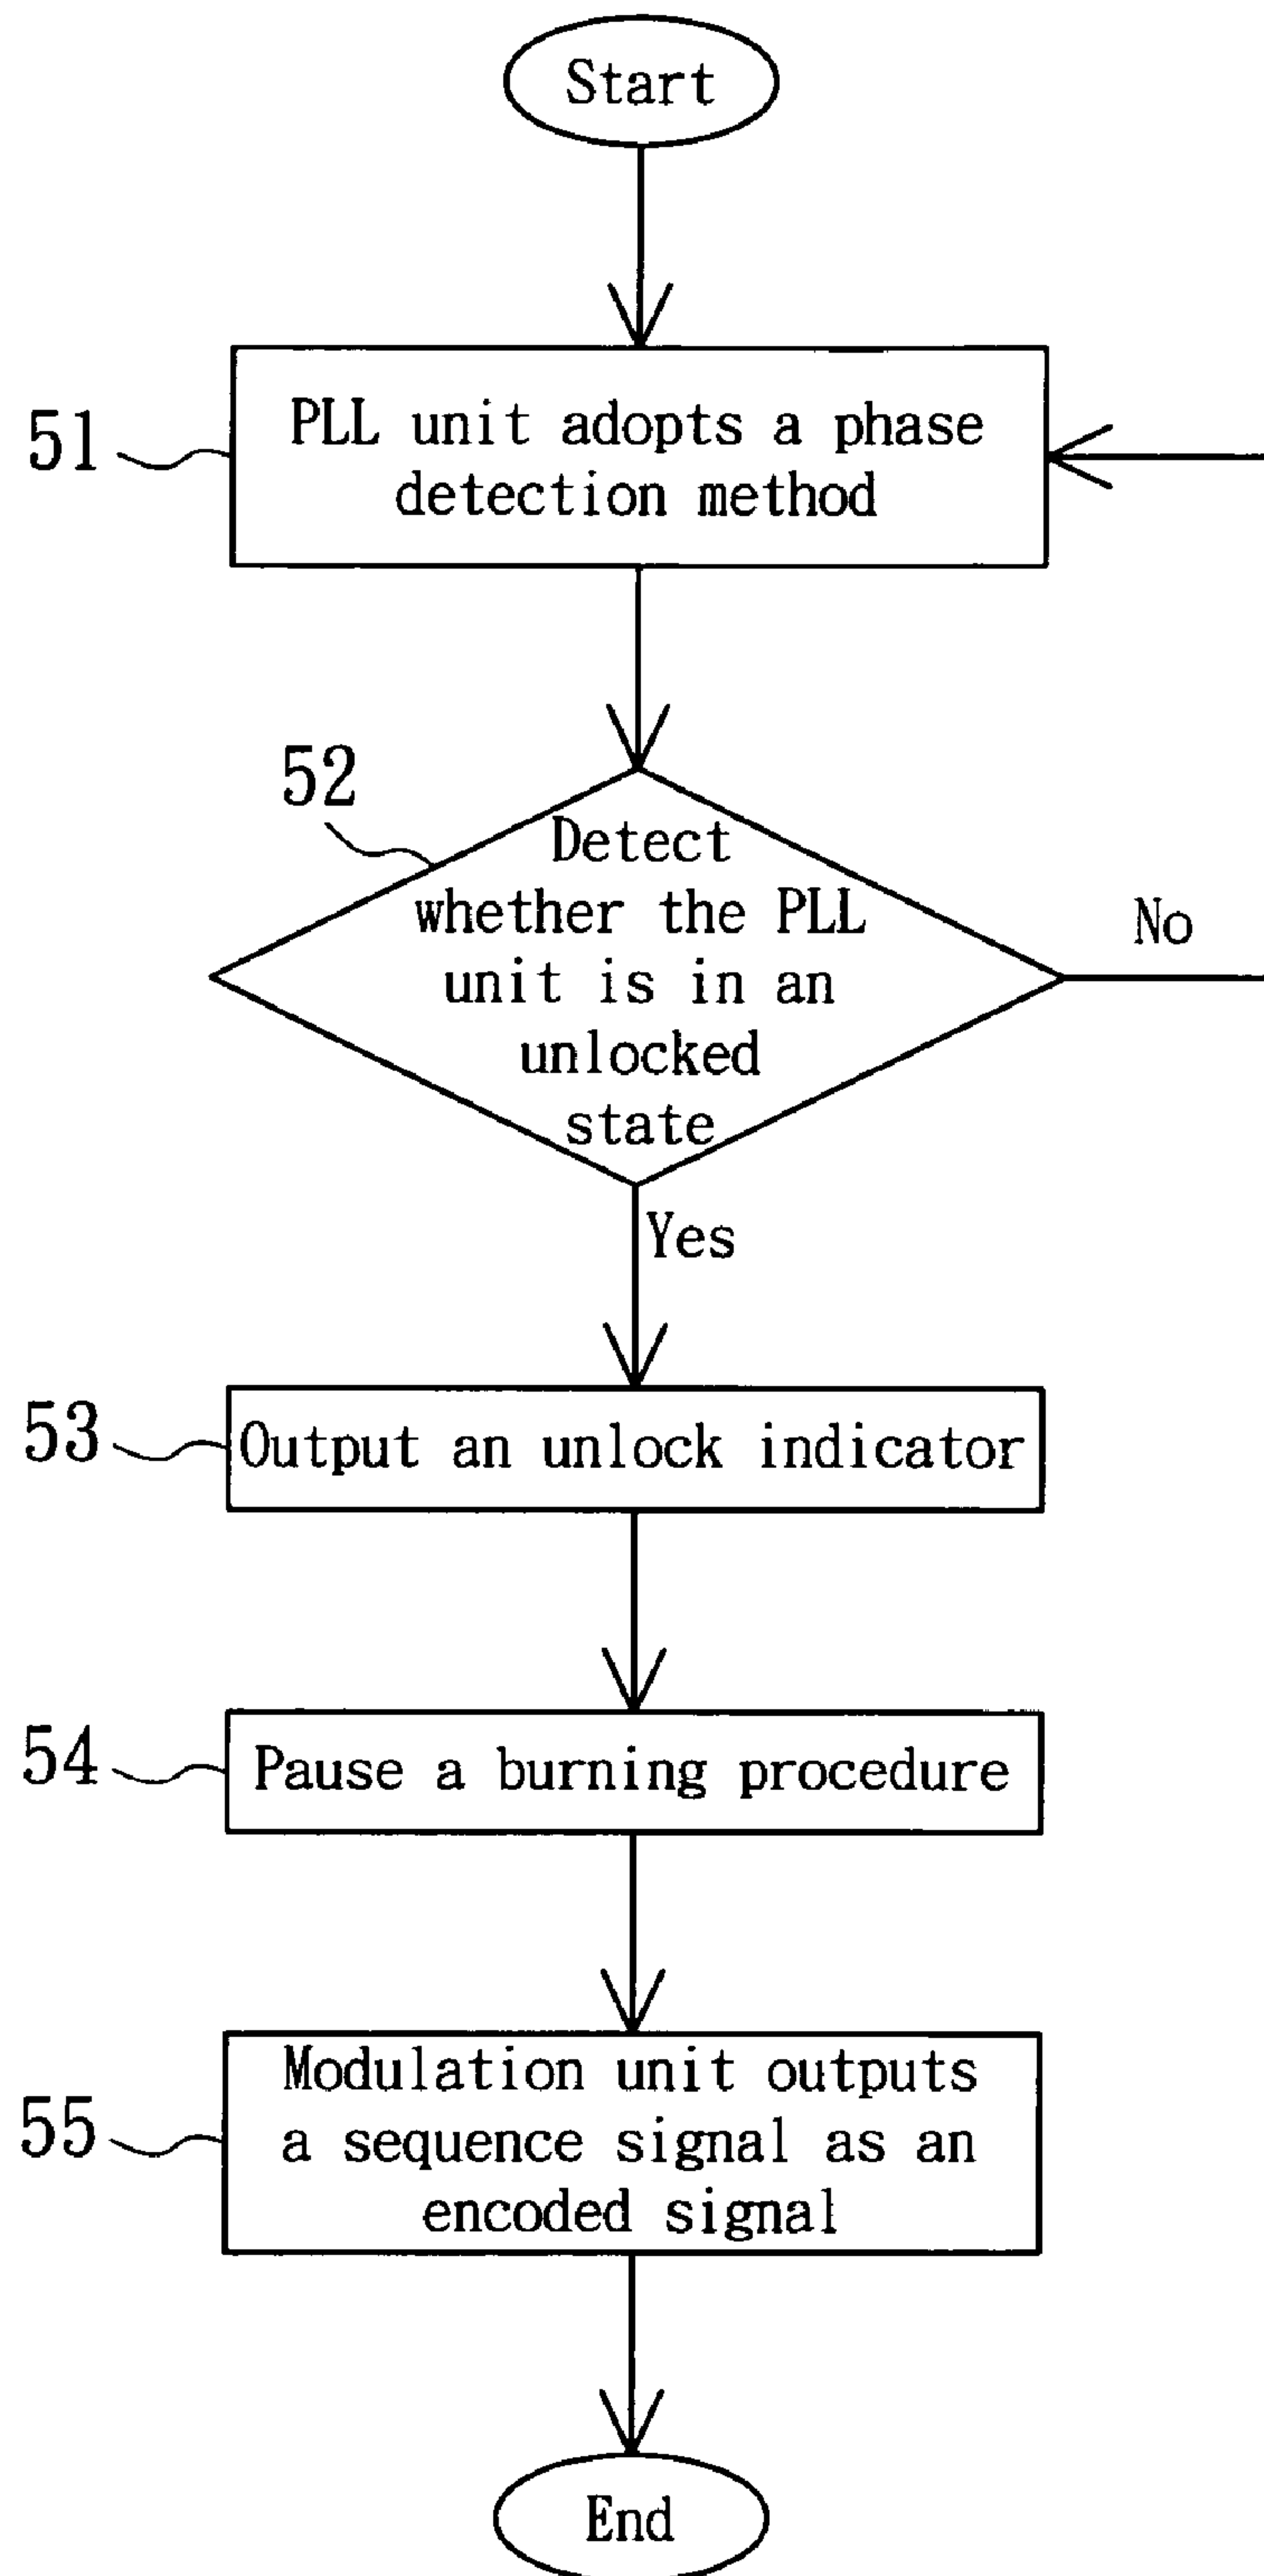 Start
51
PLL unit adopts a phase
detection method
52
Detect
whether the PLL
unit is in an
unlocked
state
No
Yes
53
Output an unlock indicator
54
Pause a burning procedure
55
Modulation unit outputs
a sequence signal as an
encoded signal
End